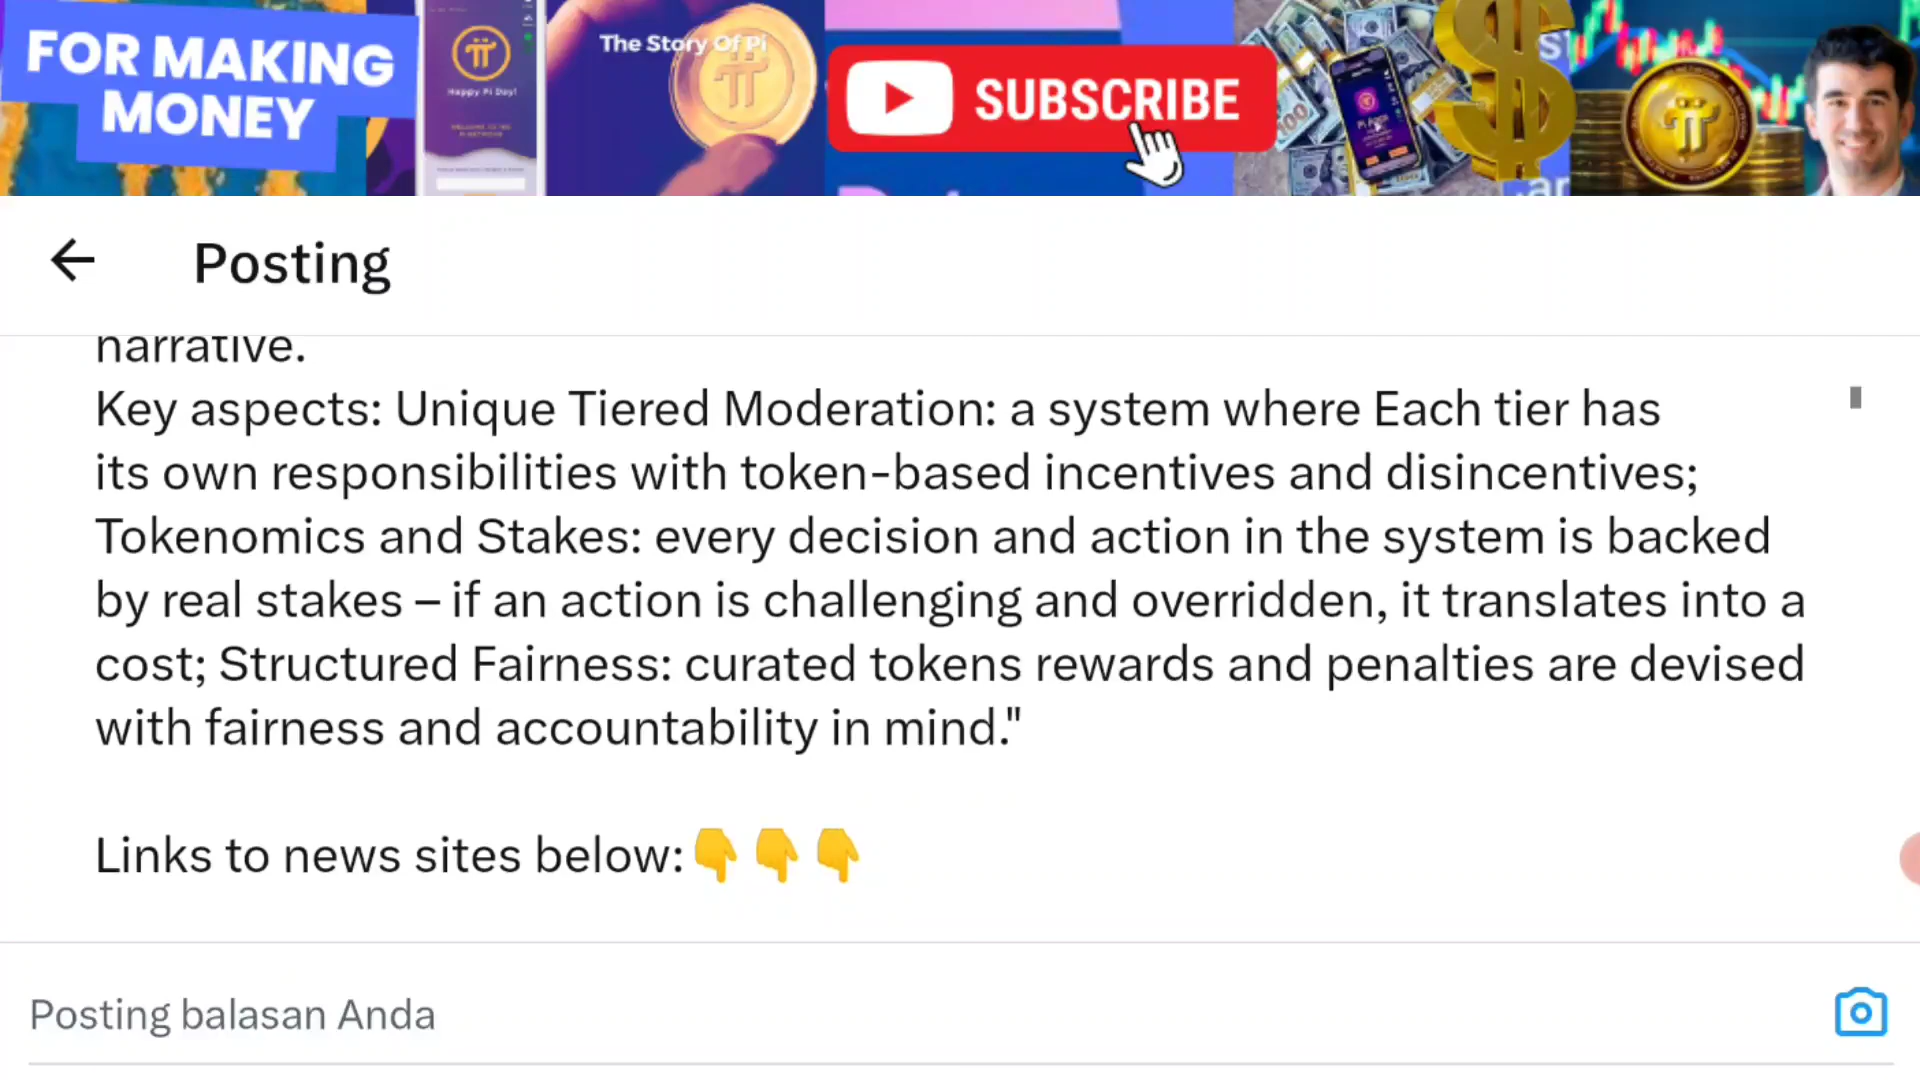 FOR MAKING
MONEY
Happy Pi Day!
The Story Of Pi
SUBSCRIBE
100
Posting
narrative.
Key aspects: Unique Tiered Moderation: a system where Each tier has
its own responsibilities with token-based incentives and disincentives;
Tokenomics and Stakes: every decision and action in the system is backed
by real stakes – if an action is challenging and overridden, it translates into a
cost; Structured Fairness: curated tokens rewards and penalties are devised
with fairness and accountability in mind."
Links to news sites below:👇👇👇
Posting balasan Anda